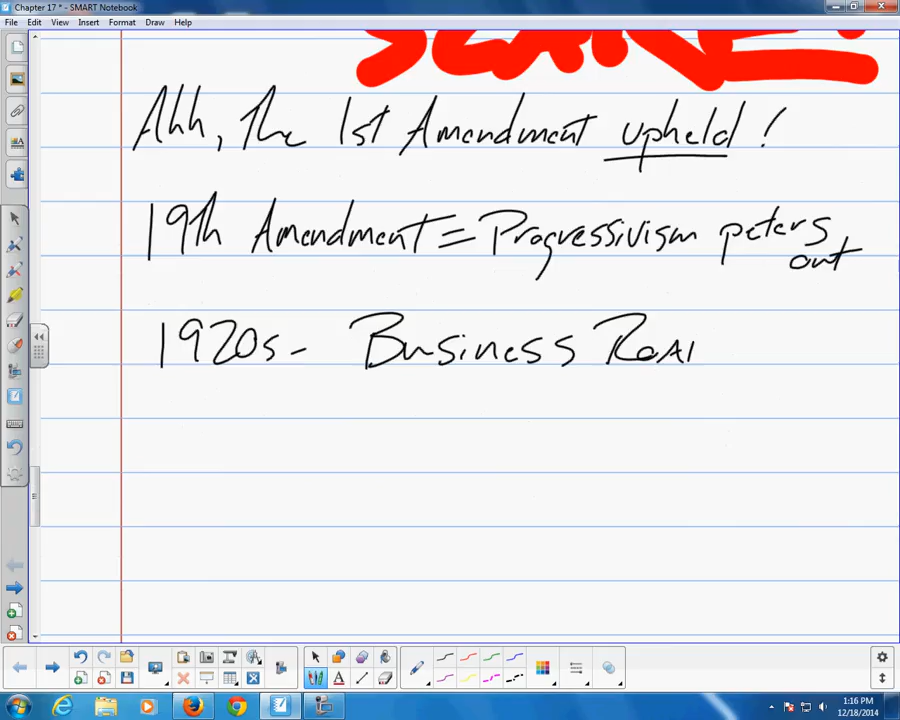 Chapter 17 * - SMART Notebook
File Edit View Insert Format Draw Help
Ahh, The 1st Amendment upheld!
19th Amendment = Progressivism peters
out
1920s - Business
1:16 PM
12/18/2014